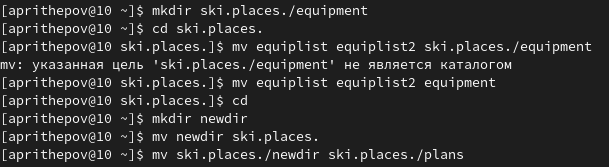 [aprithepov@10 ~]$ mkdir ski.places./equipment
[aprithepov@10 ~]$ cd ski.places.
[aprithepov@10 ski.places.]$ mv equiplist equiplist2 ski.places./equipment
mv: указанная цель 'ski.places./equipment' не является каталогом
[aprithepov@10 ski.places.]$ mv equiplist equiplist2 equipment
[aprithepov@10 ski.places.]$ cd
[aprithepov@10 ~]$ mkdir newdir
[aprithepov@10 ~]$ mv newdir ski.places.
[aprithepov@10 ~]$ mv ski.places./newdir ski.places./plans